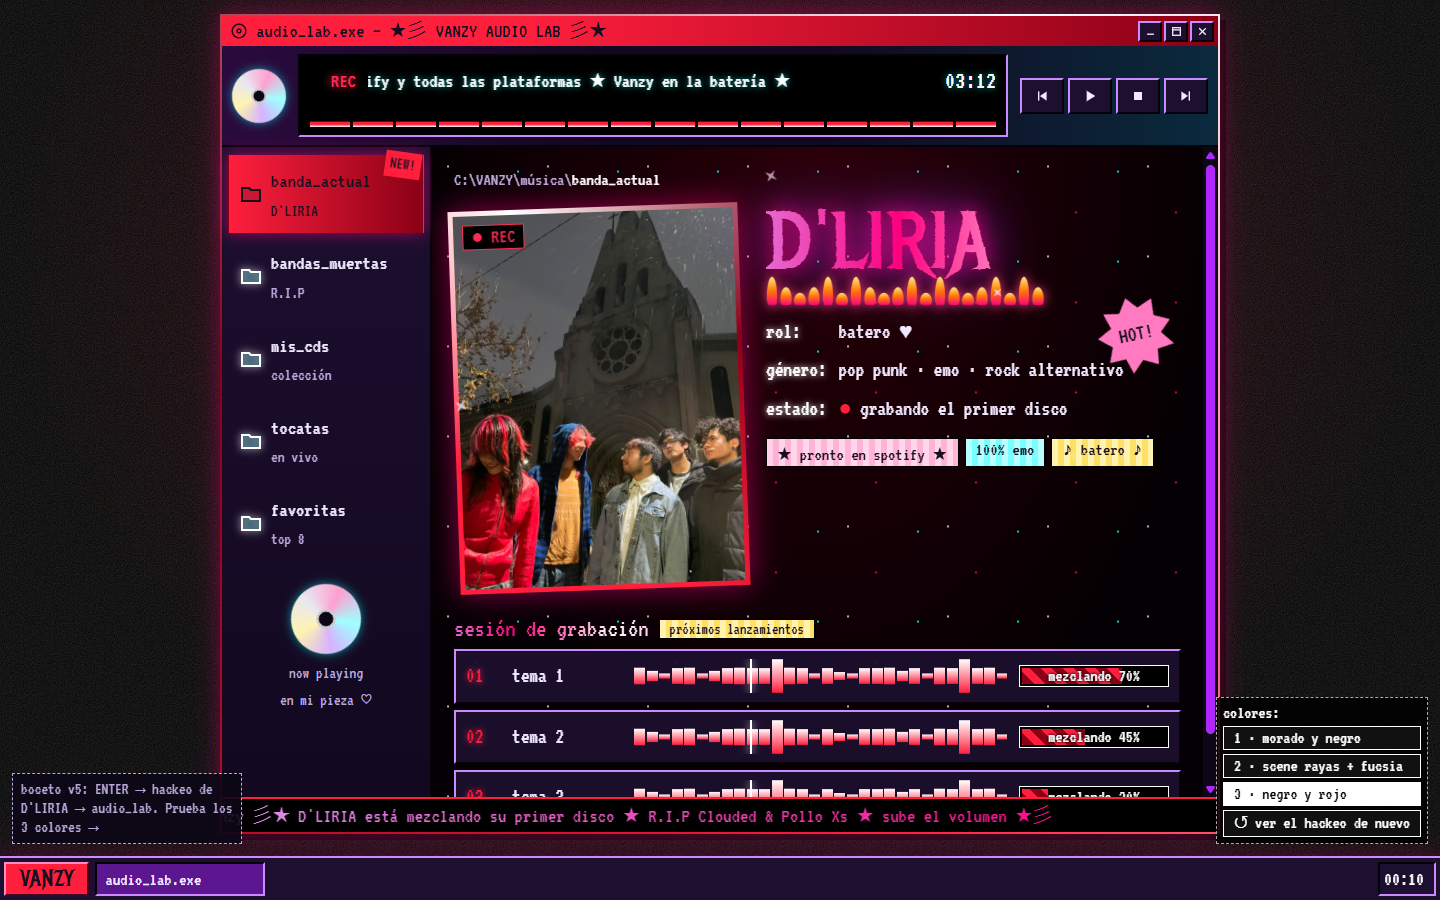 audio_lab.exe – ★彡 VANZY AUDIO LAB 彡★
REC ify y todas las plataformas ★ Vanzy en la batería ★
03:12
NEW!
banda_actual
D'LIRIA
bandas_muertas
R.I.P
mis_cds
colección
tocatas
en vivo
favoritas
top 8
now playing
en mi pieza ♡
C:\VANZY\música\banda_actual
REC
D'LIRIA
rol: batero ♥
HOT!
género: pop punk · emo · rock alternativo
estado: ● grabando el primer disco
★ pronto en spotify ★
100% emo
♪ batero ♪
sesión de grabación
próximos lanzamientos
01 tema 1 mezclando 70%
02 tema 2 mezclando 45%
colores:
1 · morado y negro
2 · scene rayas + fucsia
3 · negro y rojo
↺ ver el hackeo de nuevo
boceto v5: ENTER → hackeo de
D'LIRIA → audio_lab. Prueba los
3 colores →
彡★ D'LIRIA está mezclando su primer disco ★ R.I.P Clouded & Pollo Xs ★ sube el volumen ★彡
VANZY
audio_lab.exe
00:10